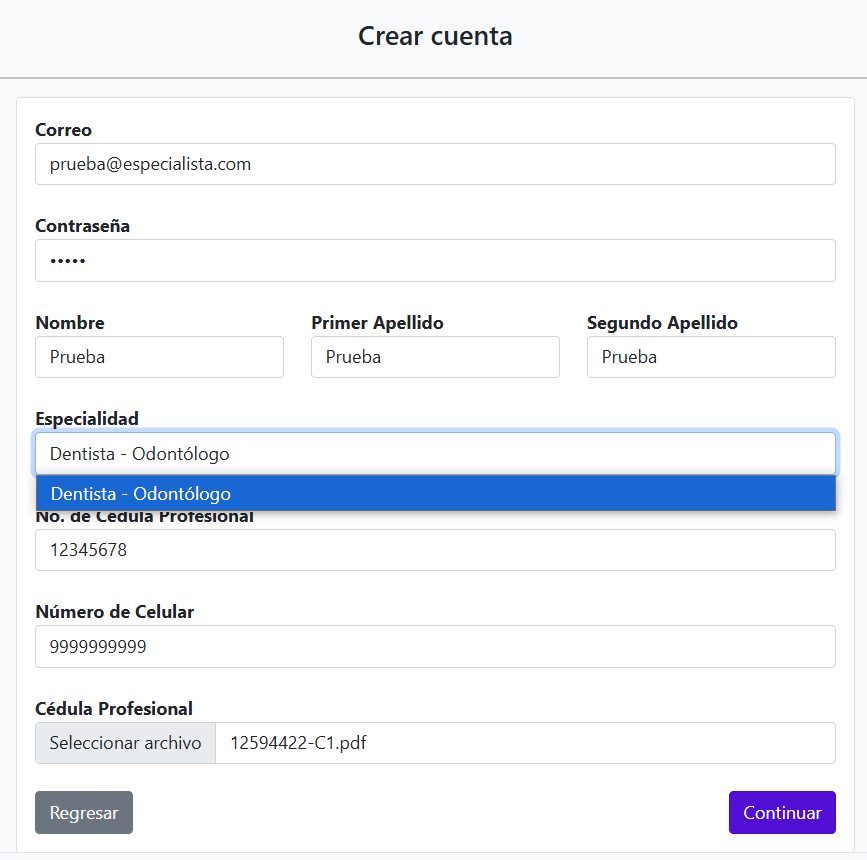 Crear cuenta
Correo
prueba@especialista.com
Contraseña
•••••
Nombre Primer Apellido Segundo Apellido
Prueba Prueba Prueba
Especialidad
Dentista - Odontólogo
Dentista - Odontólogo
No. de Cédula Profesional
12345678
Número de Celular
9999999999
Cédula Profesional
Seleccionar archivo 12594422-C1.pdf
Regresar Continuar